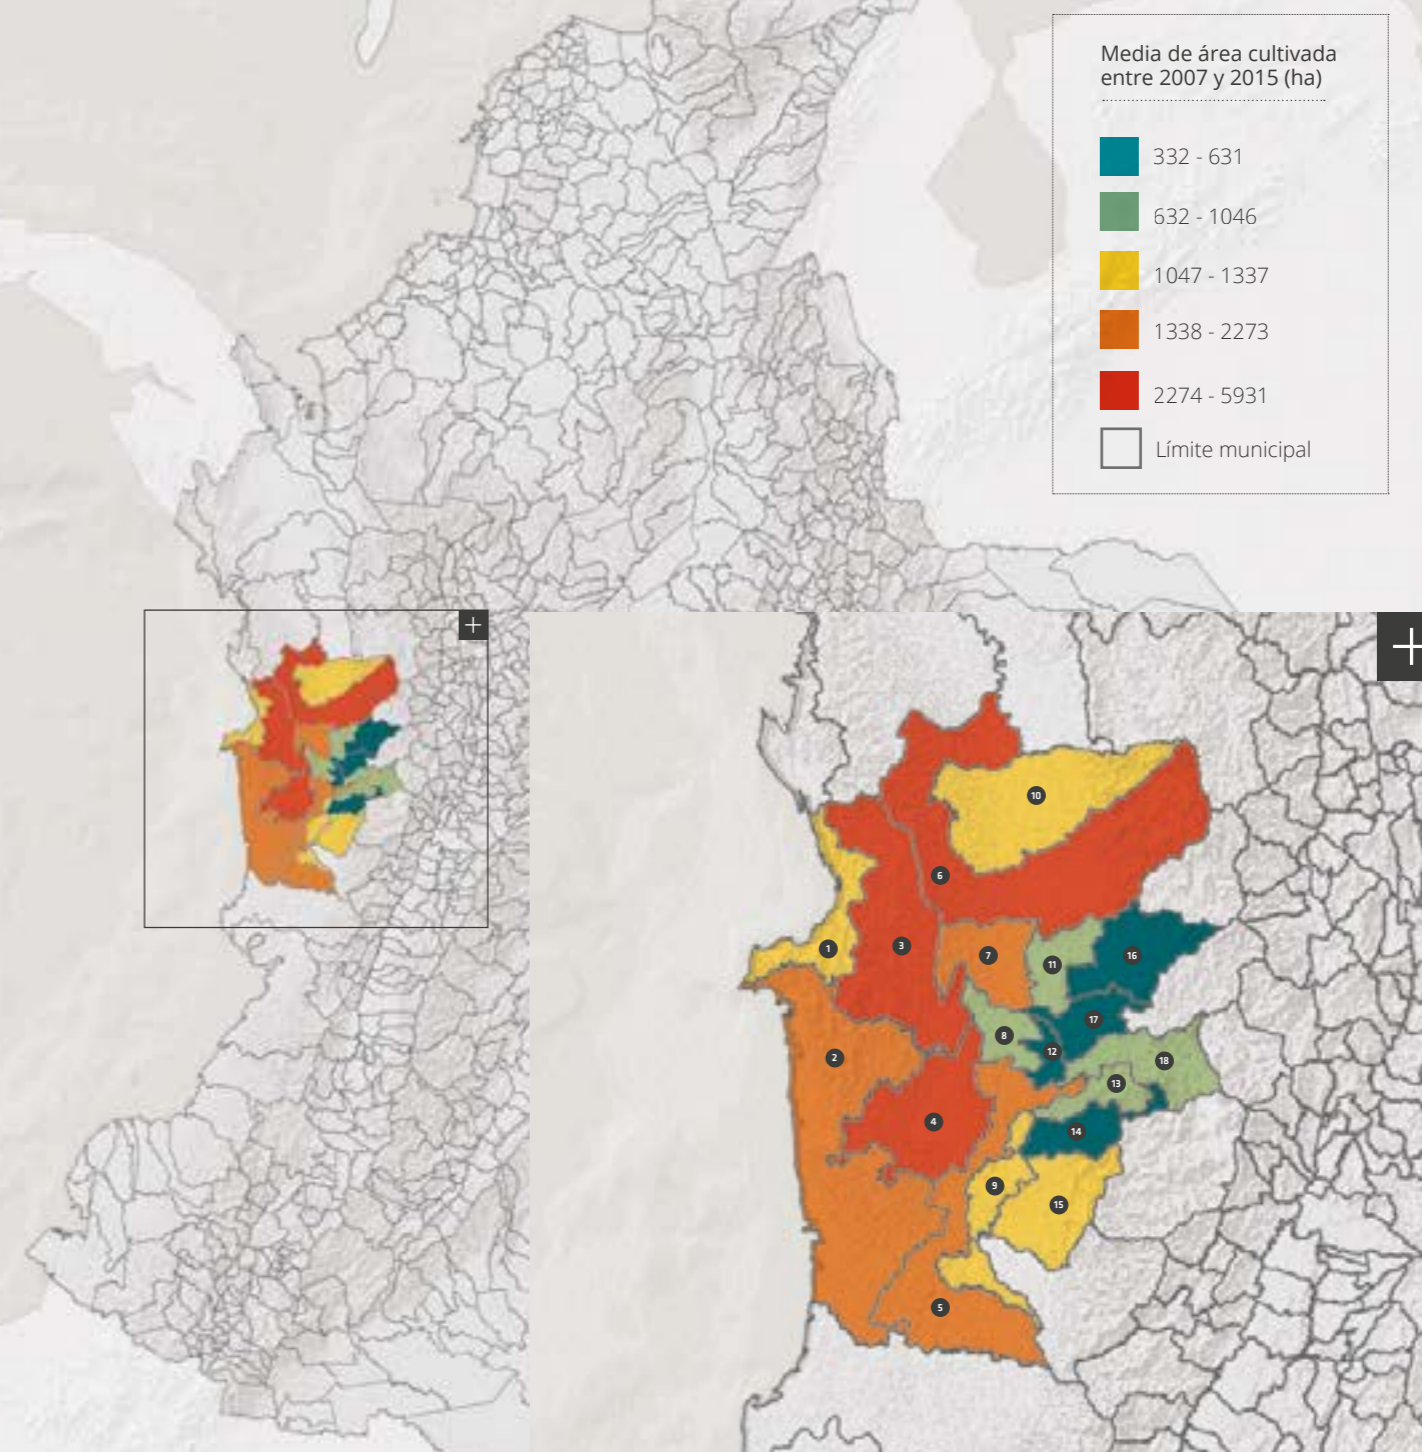 Media de área cultivada
entre 2007 y 2015 (ha)
332 - 631
632 - 1046
1047 - 1337
1338 - 2273
2274 - 5931
Límite municipal
+
+
10
6
1
3
7
11
16
17
8
12
2
18
13
4
14
9
15
5